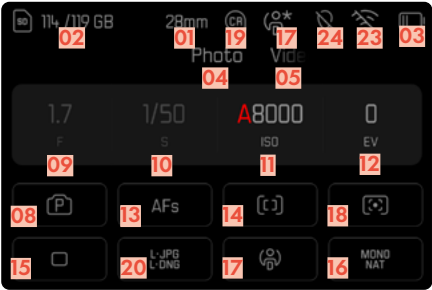 SD 114 /119 GB 28mm CR *
02 01 19 17 24 23 03
Photo Vide
04 05
1.7 1/50 A8000 0
F S ISO EV
09 10 11 12
P AFs
08 13 14 18
L-JPG MONO
L-DNG NAT
15 20 17 16